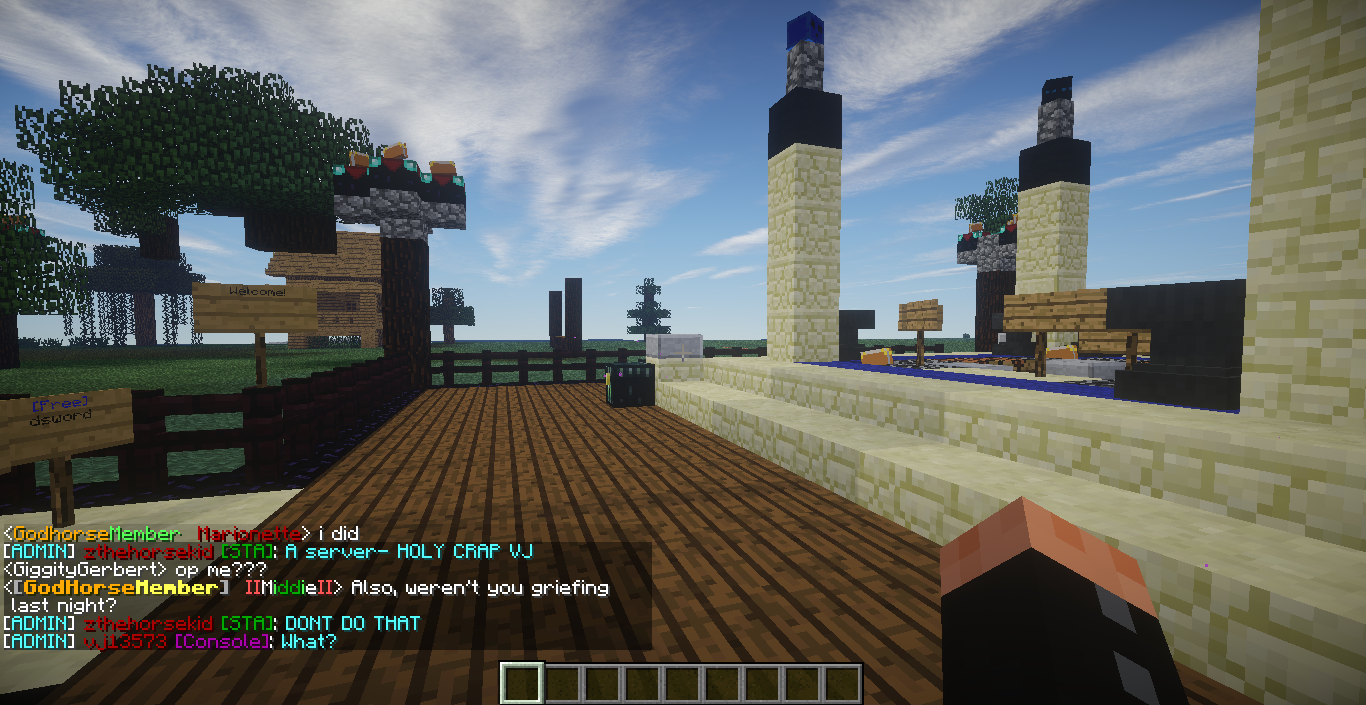 Welcome!
[Free]
dsword
<GodhorseMember Marionette> i did
[ADMIN] zthehorsekid [STA]: A server- HOLY CRAP VJ
<GiggityGerbert> op me???
<[GodHorseMember] IIMiddieII> Also, weren't you griefing
last night?
[ADMIN] zthehorsekid [STA]: DONT DO THAT
[ADMIN] vj13573 [Console]: What?